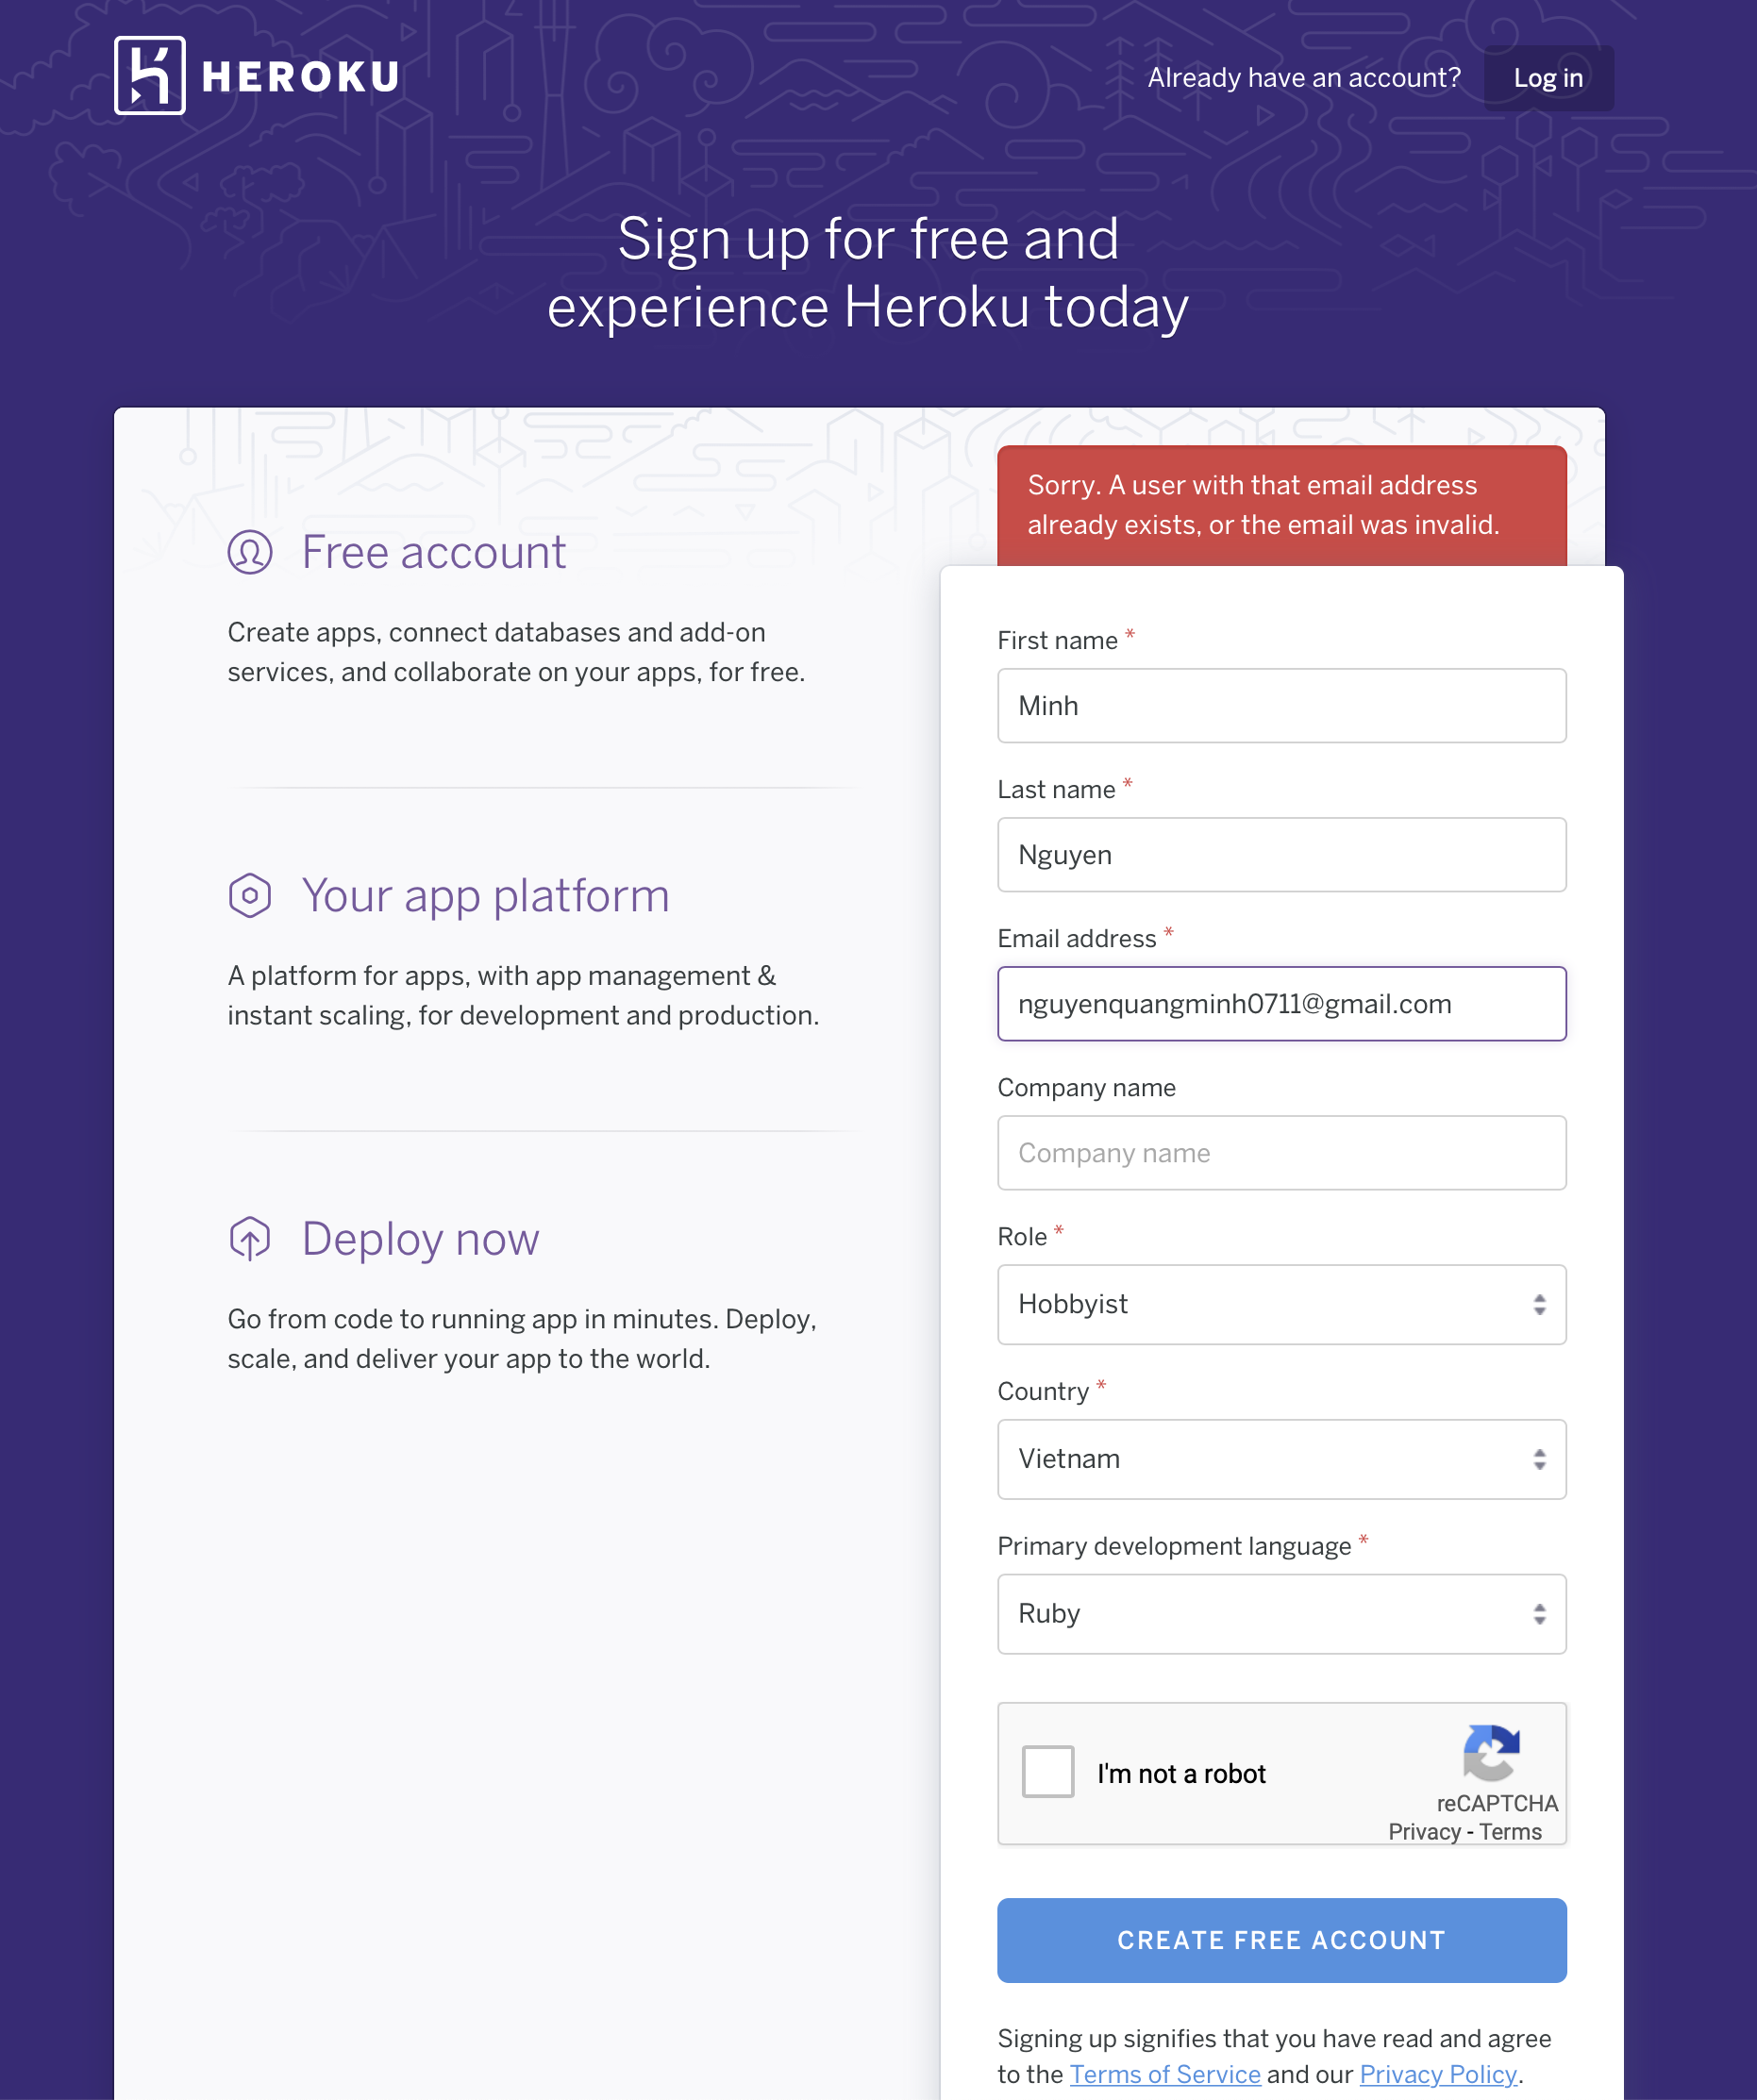 HEROKU
Already have an account? Log in
Sign up for free and
experience Heroku today
Free account
Create apps, connect databases and add-on
services, and collaborate on your apps, for free.
Your app platform
A platform for apps, with app management &
instant scaling, for development and production.
Deploy now
Go from code to running app in minutes. Deploy,
scale, and deliver your app to the world.
Sorry. A user with that email address
already exists, or the email was invalid.
First name *
Minh
Last name *
Nguyen
Email address *
nguyenquangminh0711@gmail.com
Company name
Company name
Role *
Hobbyist
Country *
Vietnam
Primary development language *
Ruby
I'm not a robot
reCAPTCHA
Privacy - Terms
CREATE FREE ACCOUNT
Signing up signifies that you have read and agree
to the Terms of Service and our Privacy Policy.